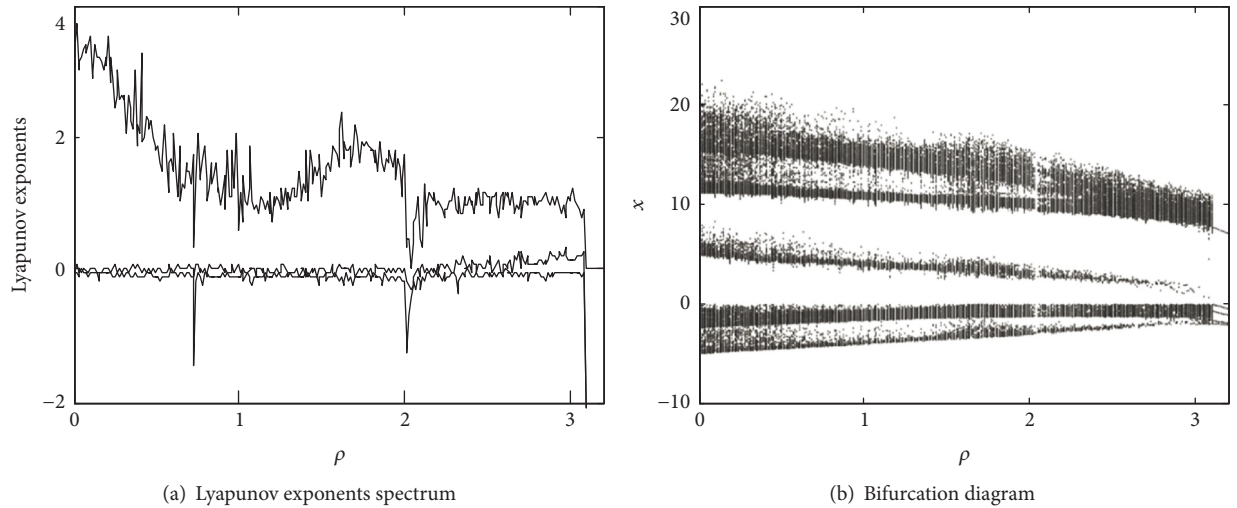 4
2
0
−2
Lyapunov exponents
0
1
2
3
ρ
(a) Lyapunov exponents spectrum
30
20
10
0
−10
x
0
1
2
3
ρ
(b) Bifurcation diagram